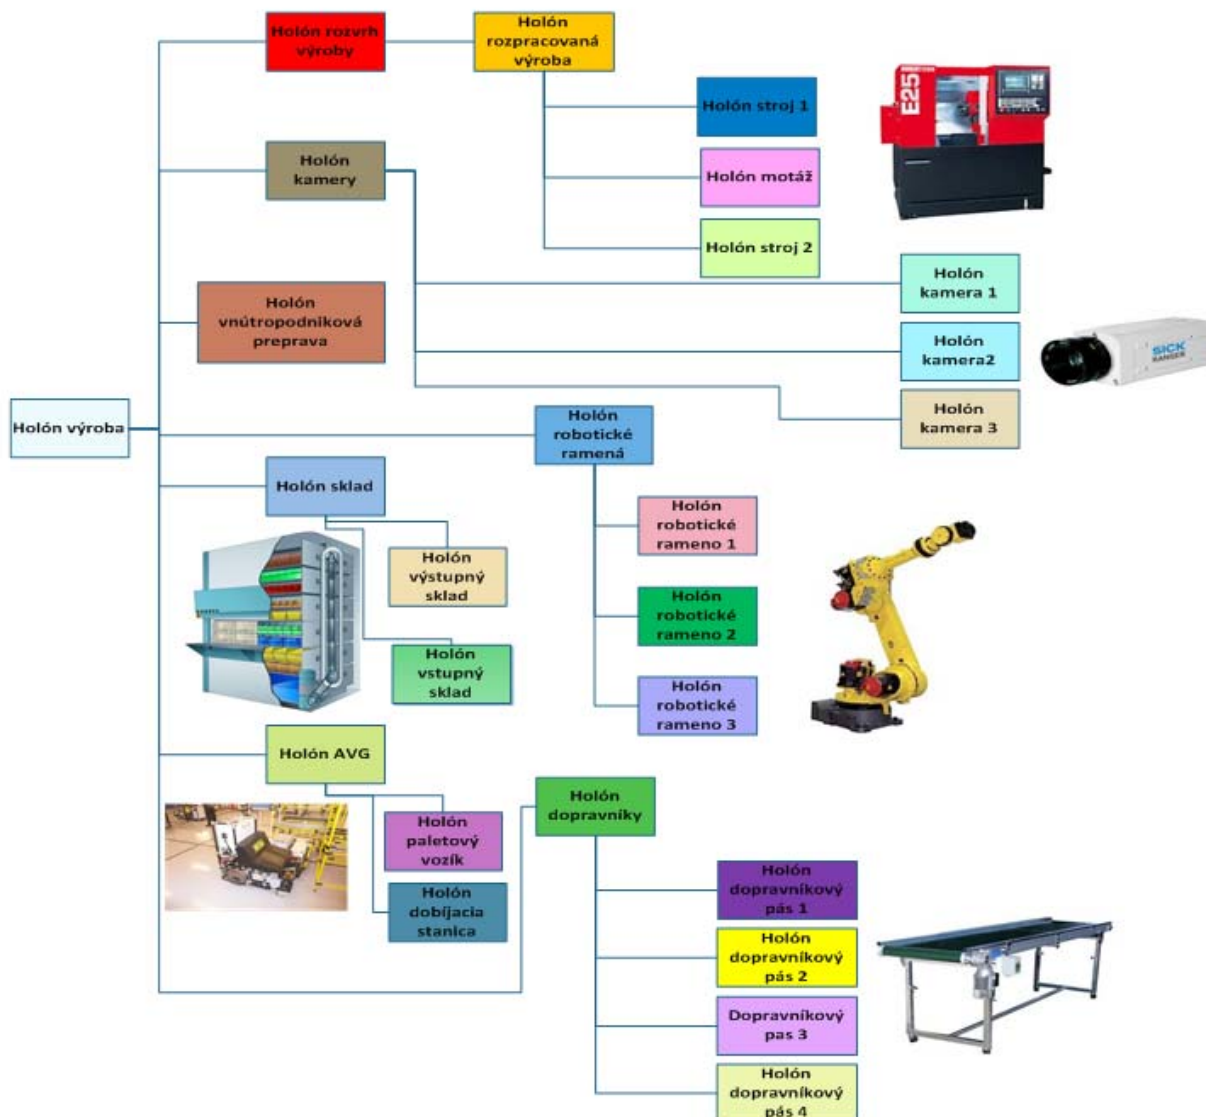 Holón rozvrh
výroby
Holón
rozpracovaná
výroba
Holón stroj 1
E25
Holón
kamery
Holón motáž
Holón stroj 2
Holón
kamera 1
Holón
vnútropodniková
preprava
Holón
kamera2
SICK
RANGER
Holón
kamera 3
Holón výroba
Holón
robotické
ramená
Holón sklad
Holón
robotické
rameno 1
Holón
výstupný
sklad
Holón
robotické
rameno 2
Holón
vstupný
sklad
Holón
robotické
rameno 3
Holón AVG
Holón
dopravníky
Holón
paletový
vozík
Holón
dobíjacia
stanica
Holón
dopravníkový
pás 1
Holón
dopravníkový
pás 2
Dopravníkový
pas 3
Holón
dopravníkový
pás 4